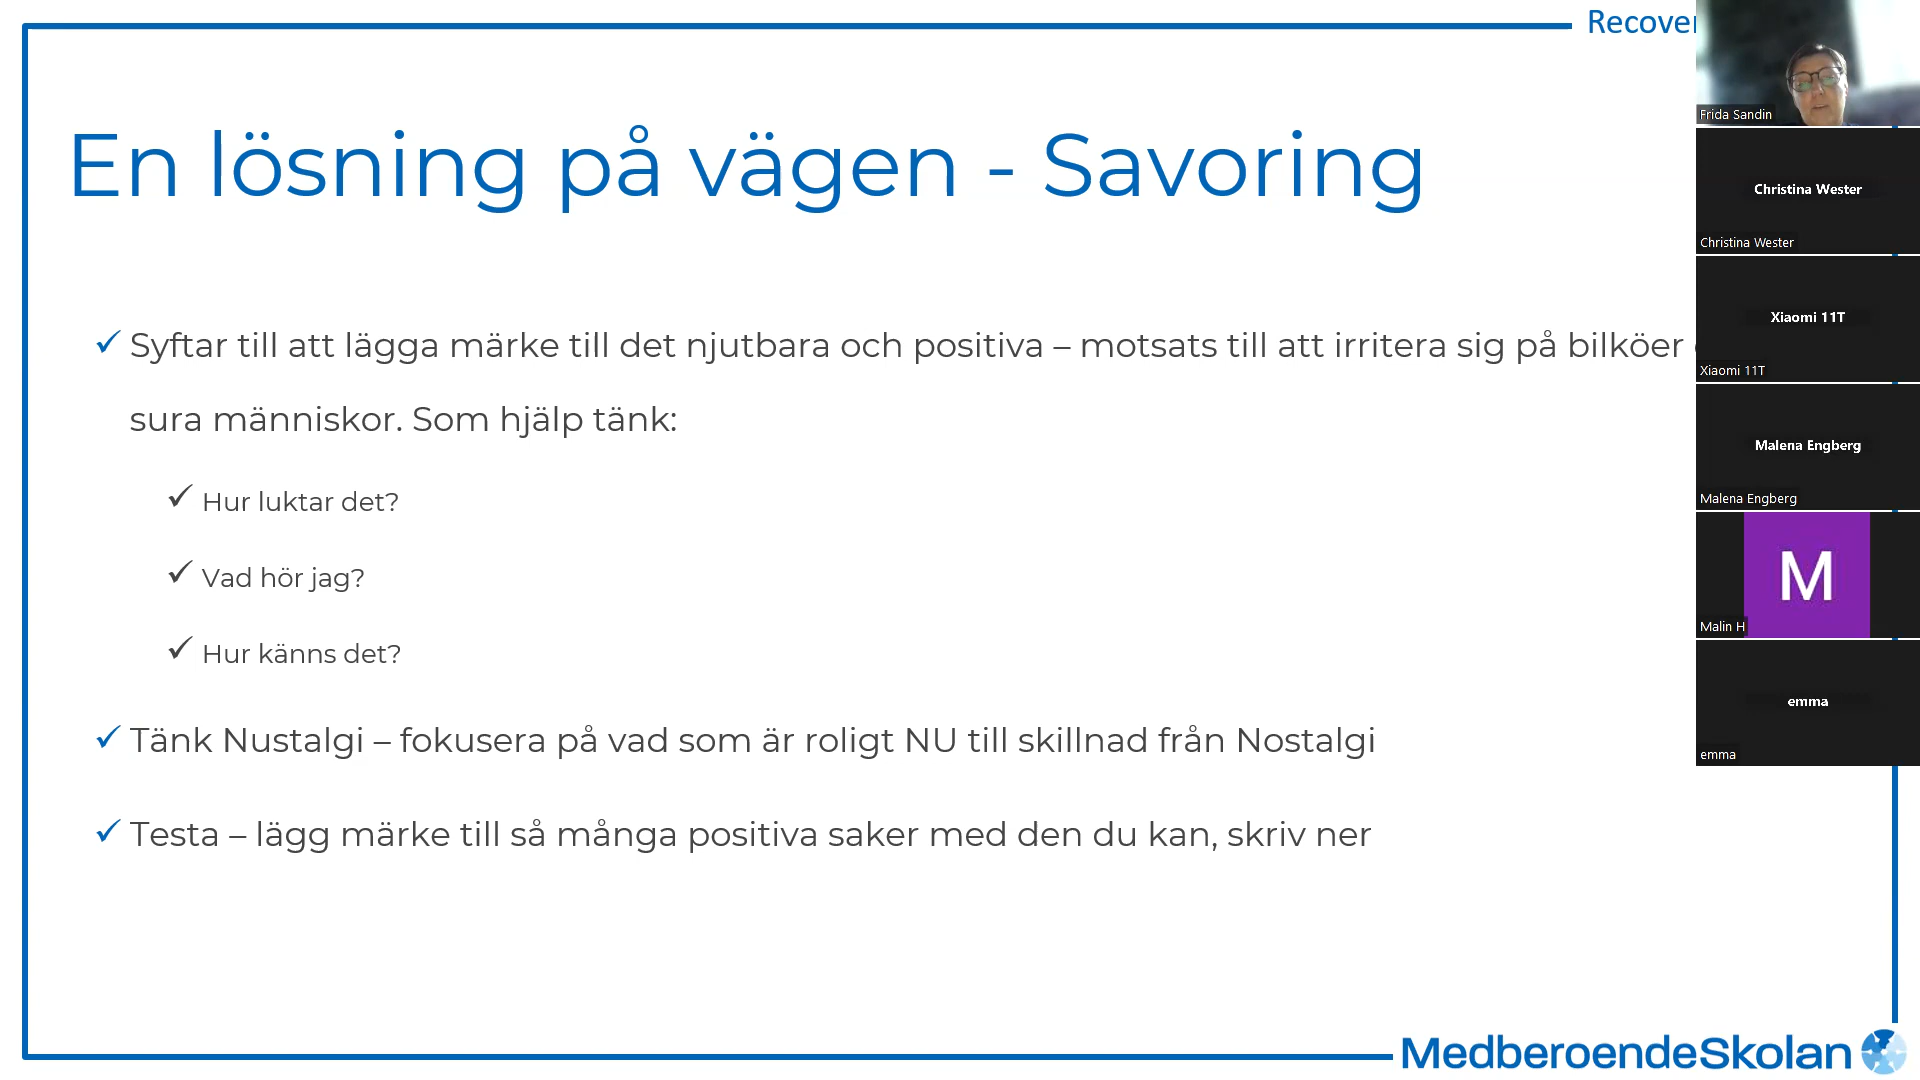 Recover
En lösning på vägen - Savoring
Syftar till att lägga märke till det njutbara och positiva – motsats till att irritera sig på bilköer
sura människor. Som hjälp tänk:
Hur luktar det?
Vad hör jag?
Hur känns det?
Tänk Nustalgi – fokusera på vad som är roligt NU till skillnad från Nostalgi
Testa – lägg märke till så många positiva saker med den du kan, skriv ner
MedberoendeSkolan
Frida Sandin
Christina Wester
Christina Wester
Xiaomi 11T
Xiaomi 11T
Malena Engberg
Malena Engberg
M
Malin H
emma
emma